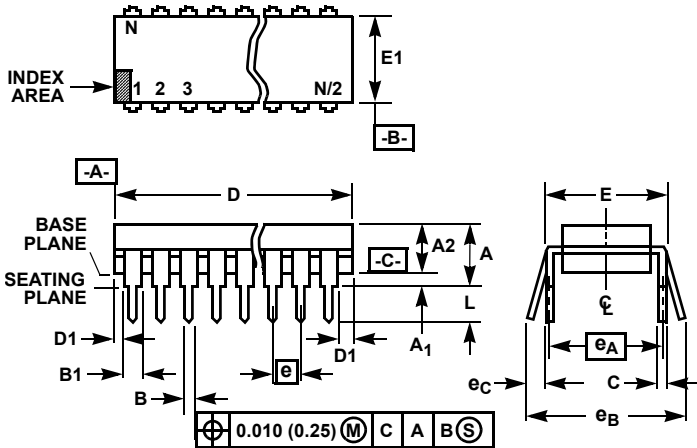 N
INDEX
AREA
1 2 3 N/2
E1
-B-
-A-
D
E
BASE
PLANE
A2
A
-C-
SEATING
PLANE
L
C
L
D1
D1
A1
eA
B1
e
eC
C
B
eB
0.010 (0.25) M C A B S